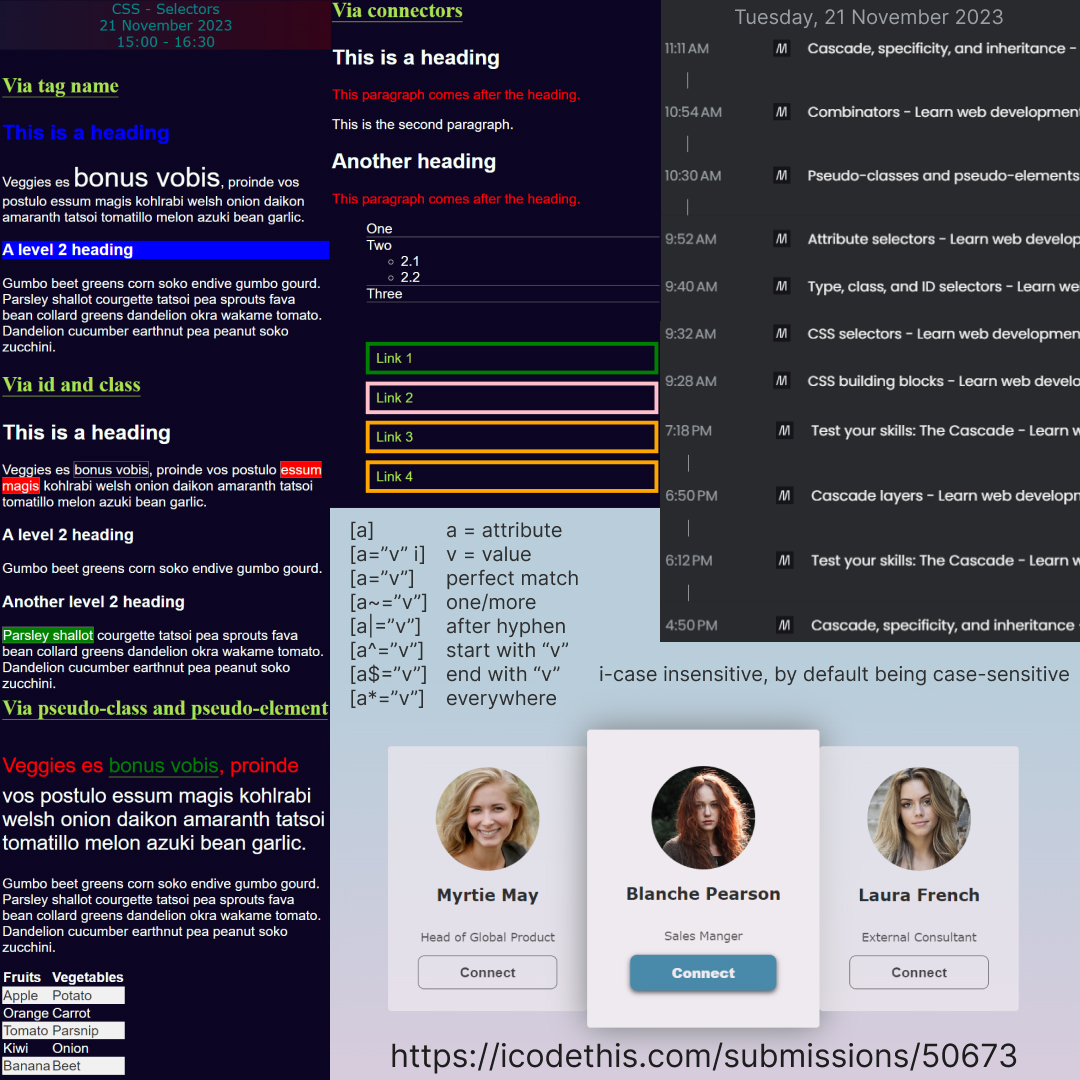 CSS - Selectors
21 November 2023
15:00 - 16:30
Via tag name
This is a heading
Veggies es bonus vobis, proinde vos
postulo essum magis kohlrabi welsh onion daikon
amaranth tatsoi tomatillo melon azuki bean garlic.
A level 2 heading
Gumbo beet greens corn soko endive gumbo gourd.
Parsley shallot courgette tatsoi pea sprouts fava
bean collard greens dandelion okra wakame tomato.
Dandelion cucumber earthnut pea peanut soko
zucchini.
Via id and class
This is a heading
Veggies es bonus vobis, proinde vos postulo essum
magis kohlrabi welsh onion daikon amaranth tatsoi
tomatillo melon azuki bean garlic.
A level 2 heading
Gumbo beet greens corn soko endive gumbo gourd.
Another level 2 heading
Parsley shallot courgette tatsoi pea sprouts fava
bean collard greens dandelion okra wakame tomato.
Dandelion cucumber earthnut pea peanut soko
zucchini.
Via pseudo-class and pseudo-element
Veggies es bonus vobis, proinde
vos postulo essum magis kohlrabi
welsh onion daikon amaranth tatsoi
tomatillo melon azuki bean garlic.
Gumbo beet greens corn soko endive gumbo gourd.
Parsley shallot courgette tatsoi pea sprouts fava
bean collard greens dandelion okra wakame tomato.
Dandelion cucumber earthnut pea peanut soko
zucchini.
Fruits Vegetables
Apple Potato
Orange Carrot
Tomato Parsnip
Kiwi Onion
Banana Beet
Via connectors
This is a heading
This paragraph comes after the heading.
This is the second paragraph.
Another heading
This paragraph comes after the heading.
One
Two
2.1
2.2
Three
Link 1
Link 2
Link 3
Link 4
Tuesday, 21 November 2023
11:11 AM M Cascade, specificity, and inheritance -
10:54 AM M Combinators - Learn web development
10:30 AM M Pseudo-classes and pseudo-elements
9:52 AM M Attribute selectors - Learn web develop
9:40 AM M Type, class, and ID selectors - Learn we
9:32 AM M CSS selectors - Learn web developmen
9:28 AM M CSS building blocks - Learn web develo
7:18 PM M Test your skills: The Cascade - Learn w
6:50 PM M Cascade layers - Learn web developn
6:12 PM M Test your skills: The Cascade - Learn w
4:50 PM M Cascade, specificity, and inheritance -
[a] a = attribute
[a=”v” i] v = value
[a=”v”] perfect match
[a~=”v”] one/more
[a|=”v”] after hyphen
[a^=”v”] start with “v”
[a$=”v”] end with “v”
[a*=”v”] everywhere
i-case insensitive, by default being case-sensitive
Myrtie May
Head of Global Product
Connect
Blanche Pearson
Sales Manger
Connect
Laura French
External Consultant
Connect
https://icodethis.com/submissions/50673